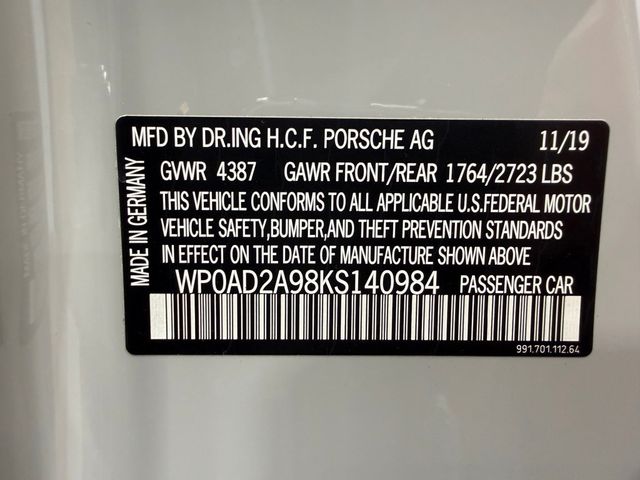 MFD BY DR.ING H.C.F. PORSCHE AG 11/19
GVWR 4387 GAWR FRONT/REAR 1764/2723 LBS
THIS VEHICLE CONFORMS TO ALL APPLICABLE U.S.FEDERAL MOTOR
VEHICLE SAFETY,BUMPER,AND THEFT PREVENTION STANDARDS
IN EFFECT ON THE DATE OF MANUFACTURE SHOWN ABOVE
WP0AD2A98KS140984 PASSENGER CAR
991.701.112.64
MADE IN GERMANY